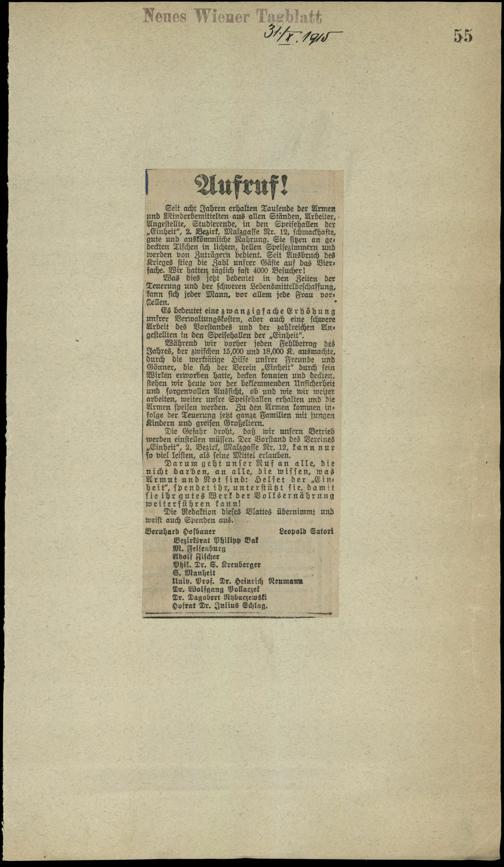 Neues Wiener Tagblatt
31/X. 1915
55
Aufruf!
Seit acht Jahren erhalten Tausende der Armen
und Minderbemittelten aus allen Ständen, Arbeiter,
Angestellte, Studierende, in den Speisehallen der
„Einheit“, 2. Bezirk, Malzgasse Nr. 12, schmackhafte,
gute und auskömmliche Nahrung. Sie sitzen an ge-
deckten Tischen in lichten, hellen Speisezimmern und
werden von Zuträgern bedient. Seit Ausbruch des
Krieges stieg die Zahl unsrer Gäste auf das Vier-
fache. Wir hatten täglich fast 4000 Besucher!
Was dies jetzt bedeutet in den Zeiten der
Teuerung und der schweren Lebensmittelbeschaffung,
kann sich jeder Mann, vor allem jede Frau vor-
stellen.
Es bedeutet eine zwanzigfache Erhöhung
unsrer Verwaltungskosten, aber auch eine schwere
Arbeit des Vorstandes und der zahlreichen An-
gestellten in den Speisehallen der „Einheit“.
Während wir vorher jeden Fehlbetrag des
Jahres, der zwischen 15,000 und 18,000 K. ausmachte,
durch die werktätige Hilfe unsrer Freunde und
Gönner, die sich der Verein „Einheit“ durch sein
Wirken erworben hatte, decken konnten und decken,
stehen wir heute vor der beklemmenden Unsicherheit
und sorgenvollen Aussicht, ob und wie wir weiter
arbeiten, weiter unsre Speisehallen erhalten und die
Armen speisen werden. Zu den Armen kommen in-
folge der Teuerung jetzt ganze Familien mit jungen
Kindern und greisen Großeltern.
Die Gefahr droht, daß wir unsern Betrieb
werden einstellen müssen. Der Vorstand des Vereines
„Einheit“, 2. Bezirk, Malzgasse Nr. 12, kann nur
so viel leisten, als seine Mittel erlauben.
Darum geht unser Ruf an alle, die
nicht darben, an alle, die wissen, was
Armut und Not sind: Helfet der „Ein-
heit“, spendet ihr, unterstützt sie, damit
sie ihr gutes Werk der Volksernährung
weiterführen kann!
Die Redaktion dieses Blattes übernimmt und
weist auch Spenden aus.
Bernhard Hofbauer Leopold Satori
Bezirksrat Philipp Bak
M. Felsenburg
Adolf Fischer
Phil. Dr. S. Krenberger
S. Manheit
Univ. Prof. Dr. Heinrich Neumann
Dr. Wolfgang Pollaczek
Dr. Dagobert Rybaczewski
Hofrat Dr. Julius Schlag.